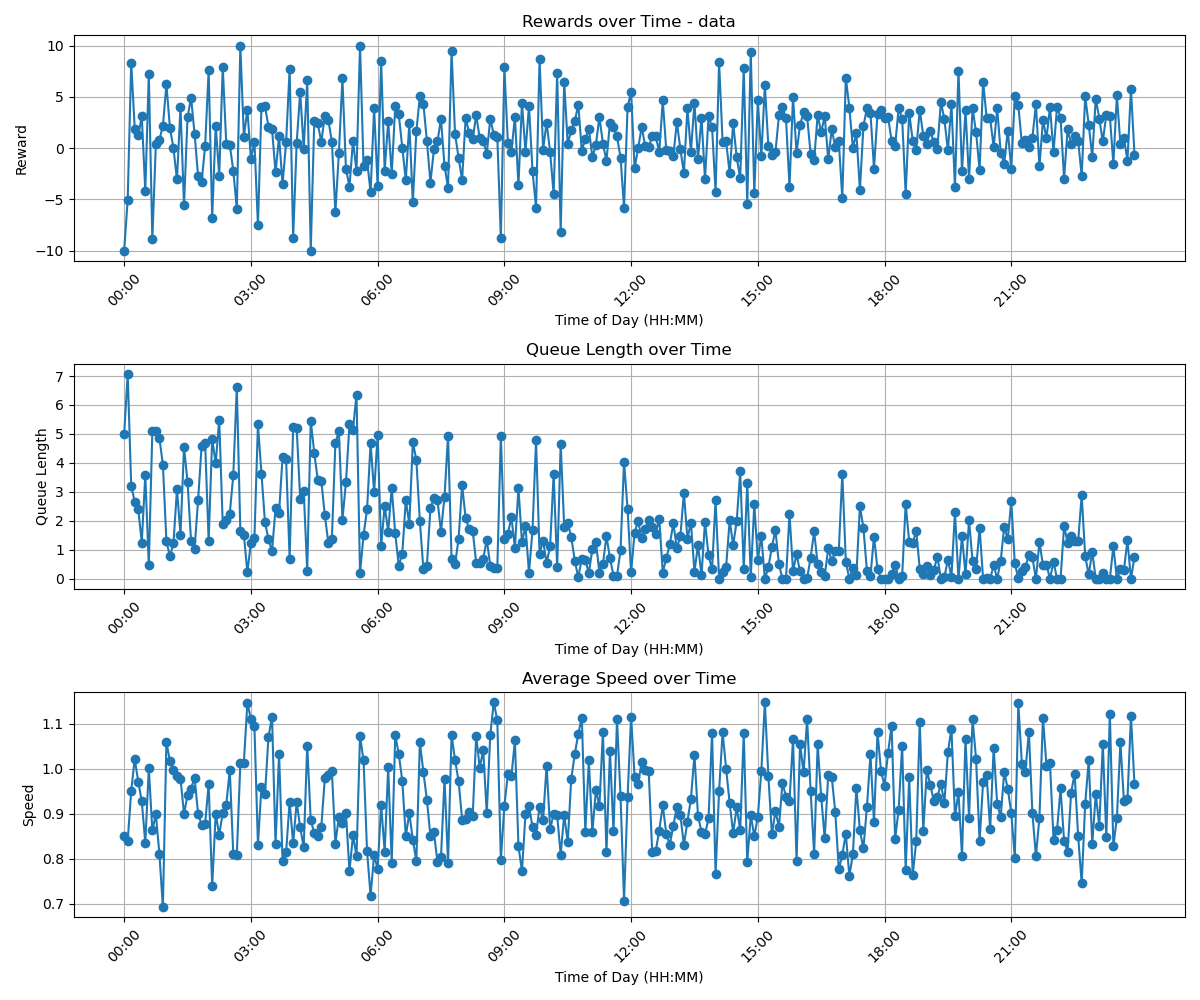 Rewards over Time - data
Reward
10
5
0
−5
−10
00:00 03:00 06:00 09:00 12:00 15:00 18:00 21:00
Time of Day (HH:MM)
Queue Length over Time
Queue Length
7
6
5
4
3
2
1
0
00:00 03:00 06:00 09:00 12:00 15:00 18:00 21:00
Time of Day (HH:MM)
Average Speed over Time
Speed
1.1
1.0
0.9
0.8
0.7
00:00 03:00 06:00 09:00 12:00 15:00 18:00 21:00
Time of Day (HH:MM)